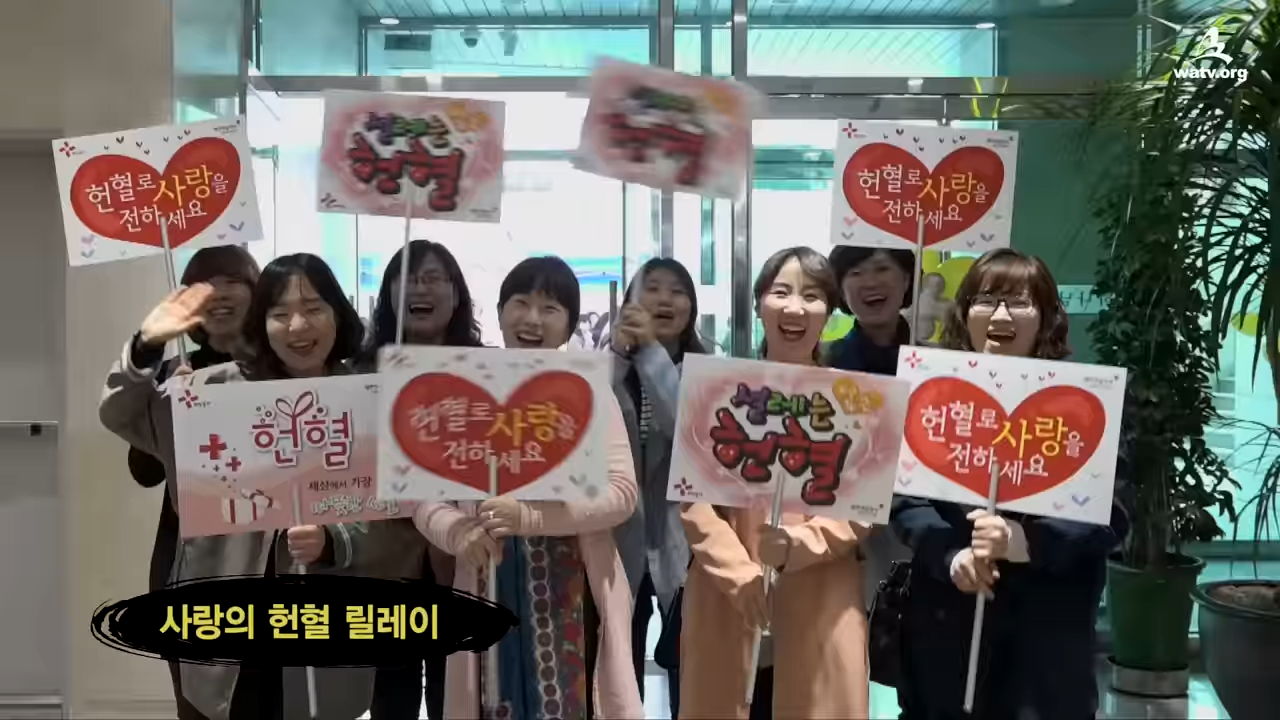 watv.org
헌혈로 사랑을
전하세요
설레는
헌혈
헌혈
헌혈로 사랑을
전하세요
헌혈
세상에서 가장
헌혈로 사랑을
전하세요
설레는
헌혈
헌혈로 사랑을
전하세요
사랑의 헌혈 릴레이